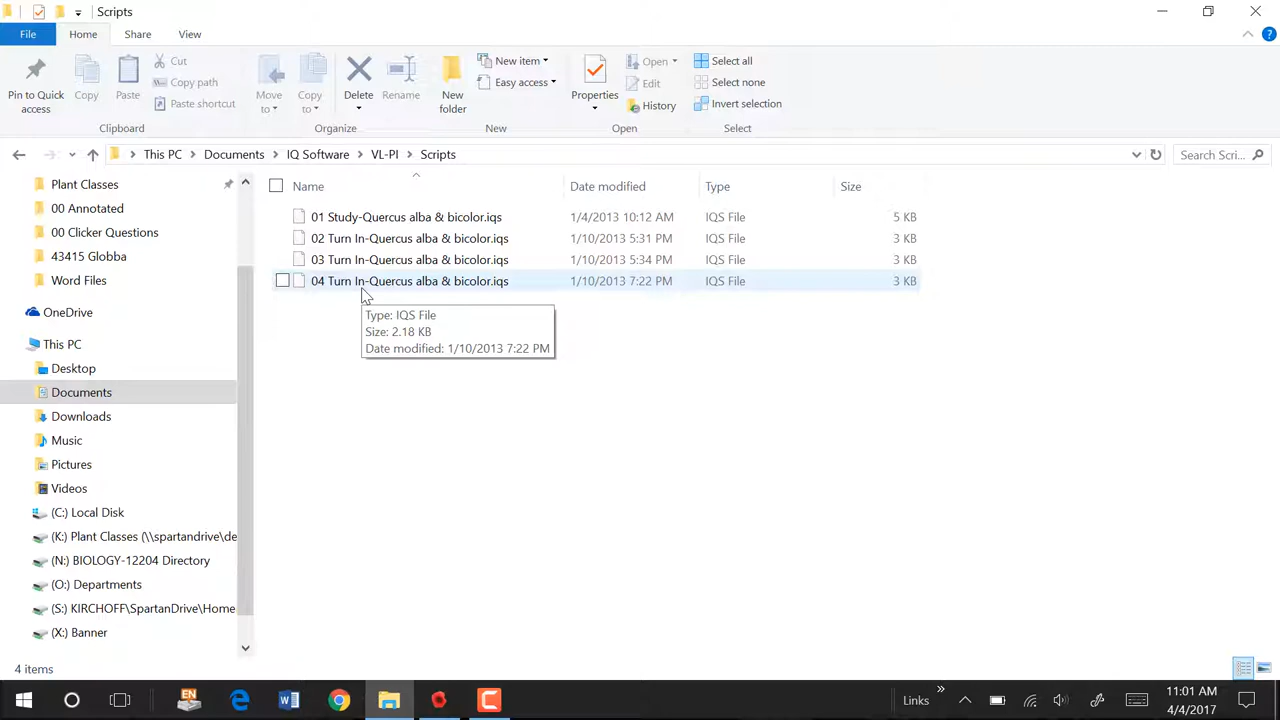 Scripts
File Home Share View
Pin to Quick access
Copy
Paste
Cut
Copy path
Paste shortcut
Clipboard
Move to
Copy to
Delete
Rename
Organize
New folder
New item
Easy access
New
Properties
Open
Edit
History
Open
Select all
Select none
Invert selection
Select
This PC > Documents > IQ Software > VL-PI > Scripts
Search Scri...
Plant Classes
00 Annotated
00 Clicker Questions
43415 Globba
Word Files
OneDrive
This PC
Desktop
Documents
Downloads
Music
Pictures
Videos
(C:) Local Disk
(K:) Plant Classes (\\spartandrive\de
(N:) BIOLOGY-12204 Directory
(O:) Departments
(S:) KIRCHOFF\SpartanDrive\Home
(X:) Banner
Name Date modified Type Size
01 Study-Quercus alba & bicolor.iqs 1/4/2013 10:12 AM IQS File 5 KB
02 Turn In-Quercus alba & bicolor.iqs 1/10/2013 5:31 PM IQS File 3 KB
03 Turn In-Quercus alba & bicolor.iqs 1/10/2013 5:34 PM IQS File 3 KB
04 Turn In-Quercus alba & bicolor.iqs 1/10/2013 7:22 PM IQS File 3 KB
Type: IQS File
Size: 2.18 KB
Date modified: 1/10/2013 7:22 PM
4 items
EN
Links
11:01 AM
4/4/2017